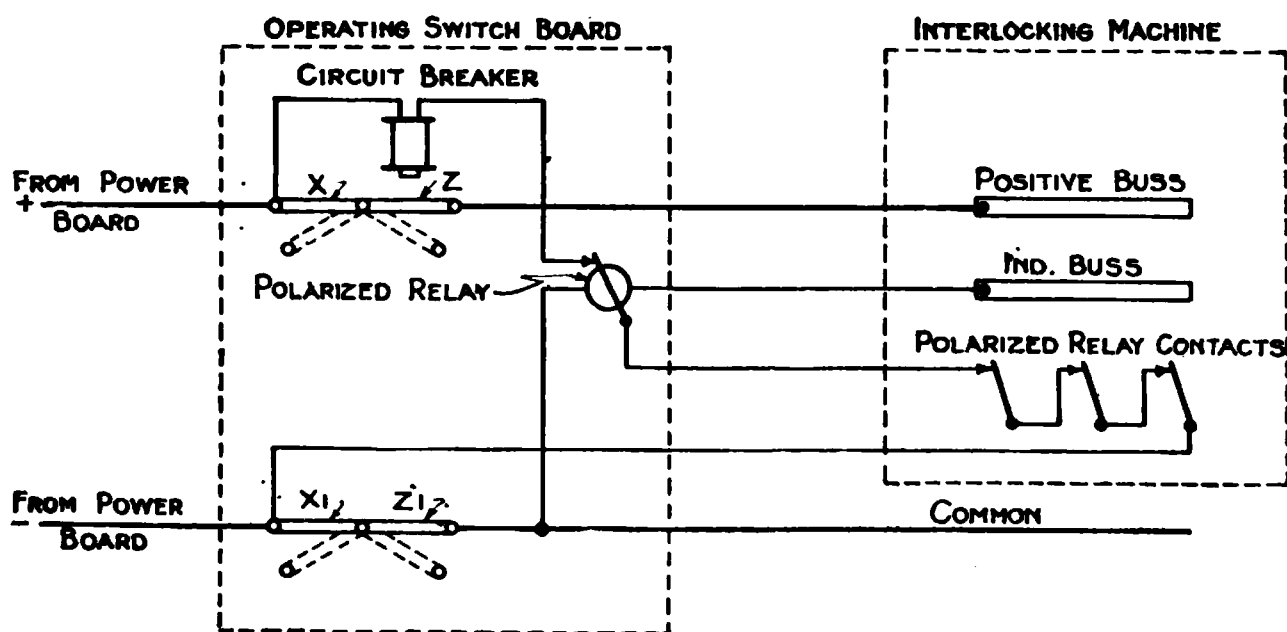 OPERATING SWITCH BOARD
INTERLOCKING MACHINE
CIRCUIT BREAKER
FROM POWER
+
BOARD
X
Z
POSITIVE BUSS
IND. BUSS
POLARIZED RELAY
POLARIZED RELAY CONTACTS
FROM POWER
-
BOARD
X1
Z1
COMMON